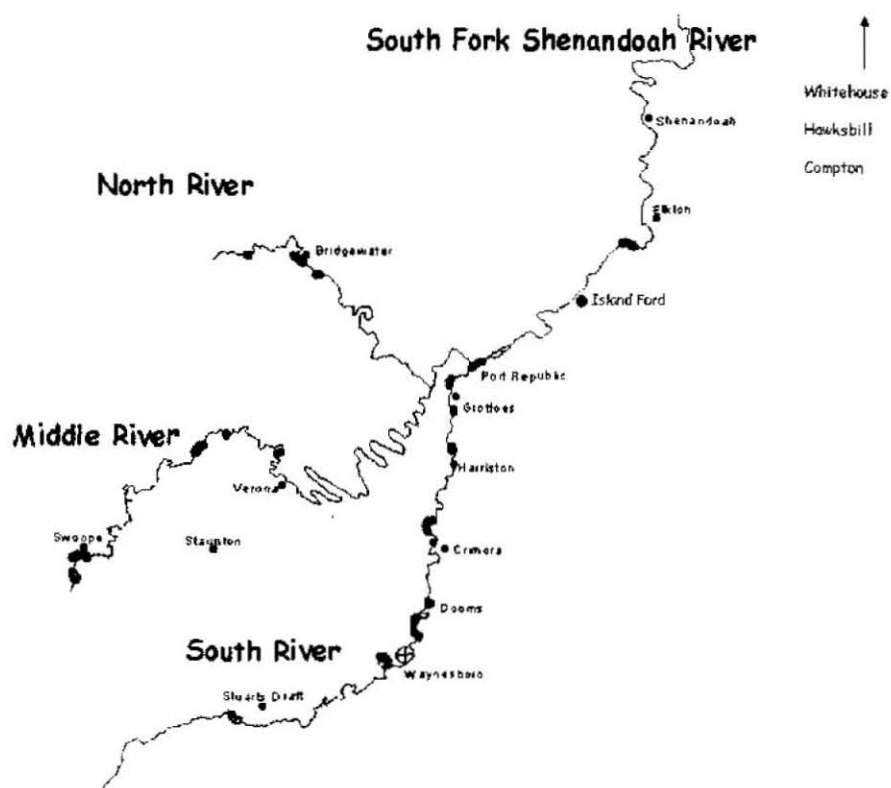 South Fork Shenandoah River
Whitehouse
Hawksbill
Compton
Shenandoah
North River
Elkton
Bridgewater
Island Ford
Port Republic
Grottoes
Middle River
Harriston
Verona
Swoope
Staunton
Crimora
Dooms
South River
Waynesboro
Stuarts Draft